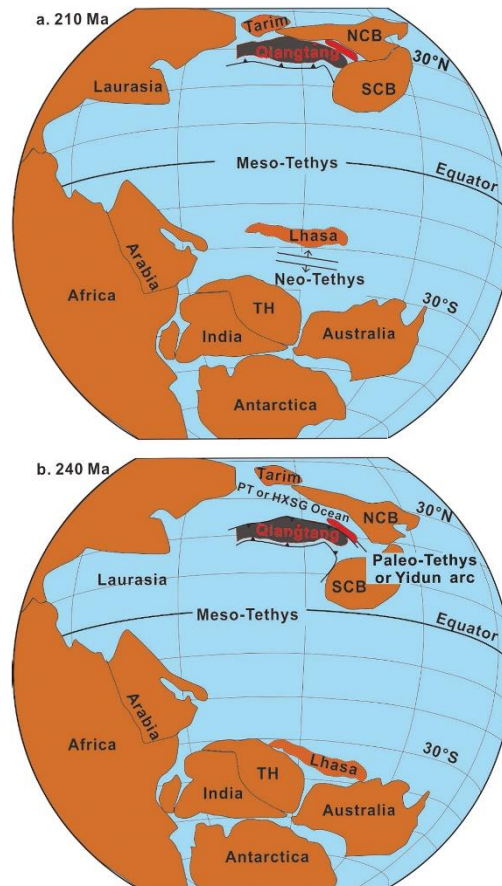 a. 210 Ma
Tarim
NCB
Qiangtang
30°N
Laurasia
SCB
Meso-Tethys
Equator
Lhasa
Arabia
Neo-Tethys
Africa
TH
30°S
India
Australia
Antarctica
b. 240 Ma
Tarim
PT or HXSG Ocean
30°N
NCB
Qiangtang
Paleo-Tethys
or Yidun arc
Laurasia
SCB
Meso-Tethys
Equator
Arabia
30°S
Africa
TH
Lhasa
India
Australia
Antarctica